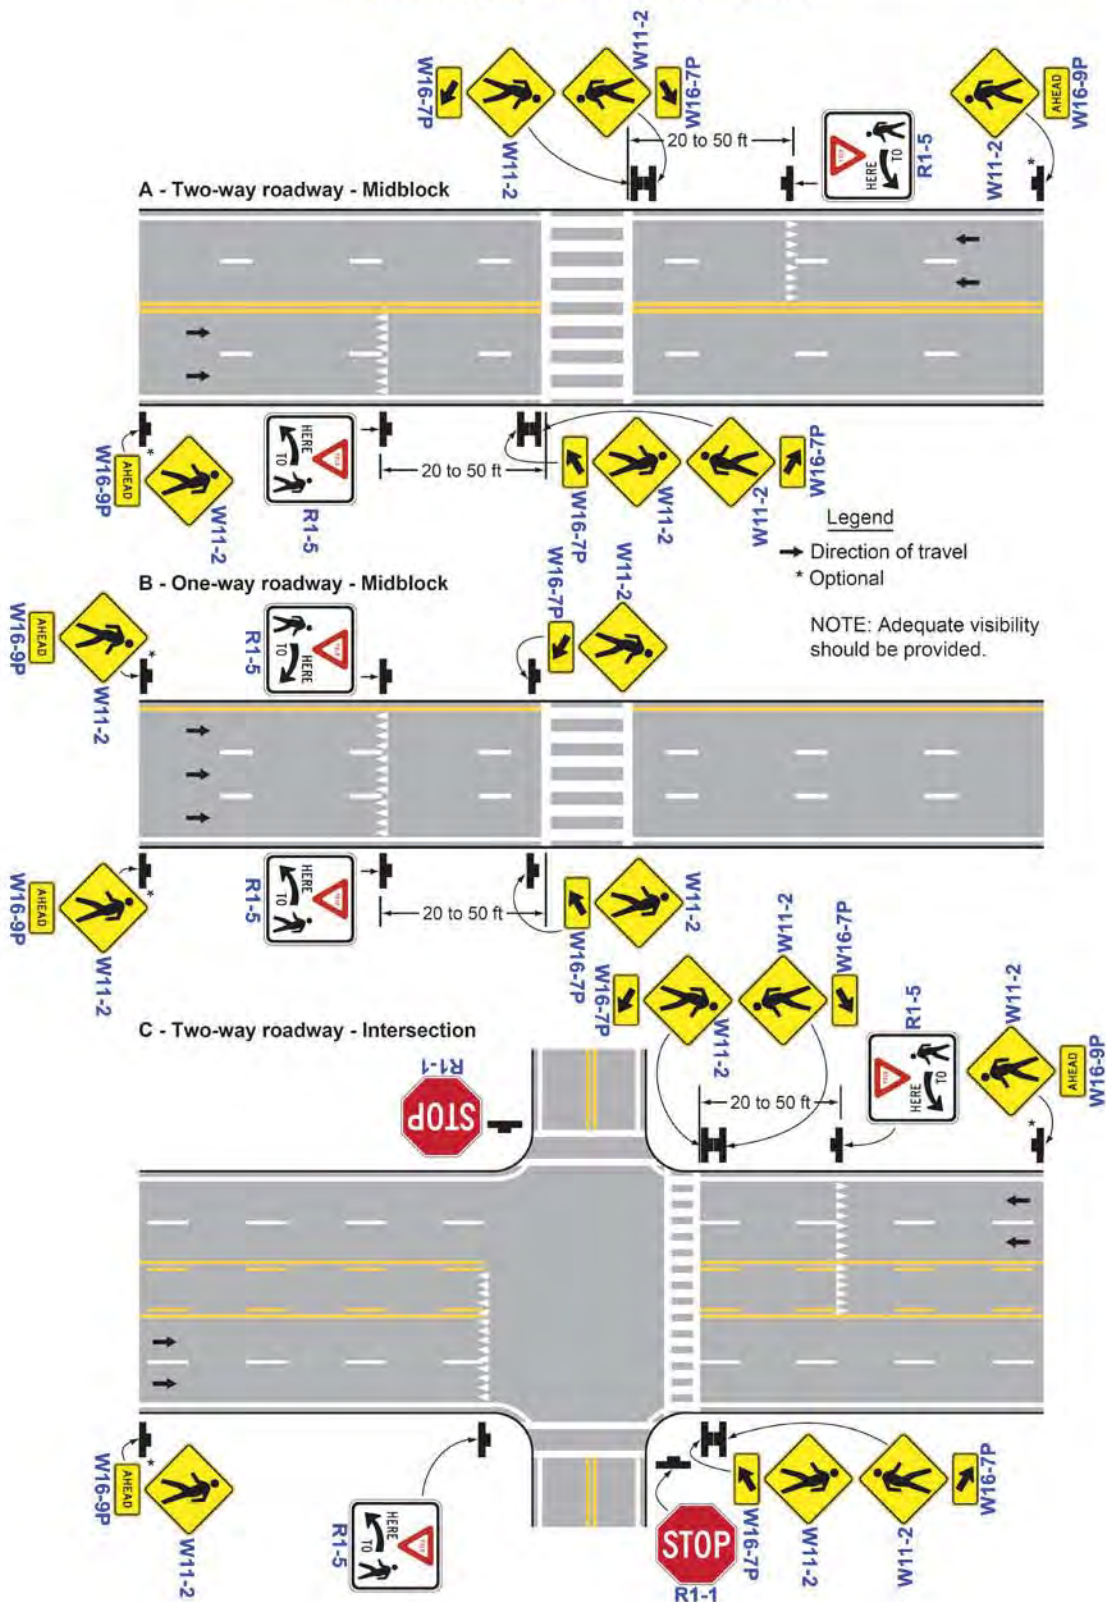 W16-7P
W11-2
W11-2
W16-7P
20 to 50 ft
YIELD
HERE
TO
R1-5
W11-2
AHEAD
W16-9P
*
A - Two-way roadway - Midblock
W16-9P
AHEAD
*
W11-2
HERE
TO
R1-5
20 to 50 ft
W16-7P
W11-2
W11-2
W16-7P
Legend
Direction of travel
* Optional
NOTE: Adequate visibility
should be provided.
B - One-way roadway - Midblock
W16-9P
AHEAD
W11-2
*
R1-5
TO
HERE
W16-7P
W11-2
W16-9P
AHEAD
W11-2
*
R1-5
HERE
TO
20 to 50 ft
W16-7P
W11-2
C - Two-way roadway - Intersection
R1-1
STOP
W16-7P
W11-2
W11-2
W16-7P
20 to 50 ft
R1-5
HERE
TO
W11-2
AHEAD
W16-9P
*
W16-9P
AHEAD
*
W11-2
R1-5
HERE
TO
STOP
R1-1
W16-7P
W11-2
W11-2
W16-7P